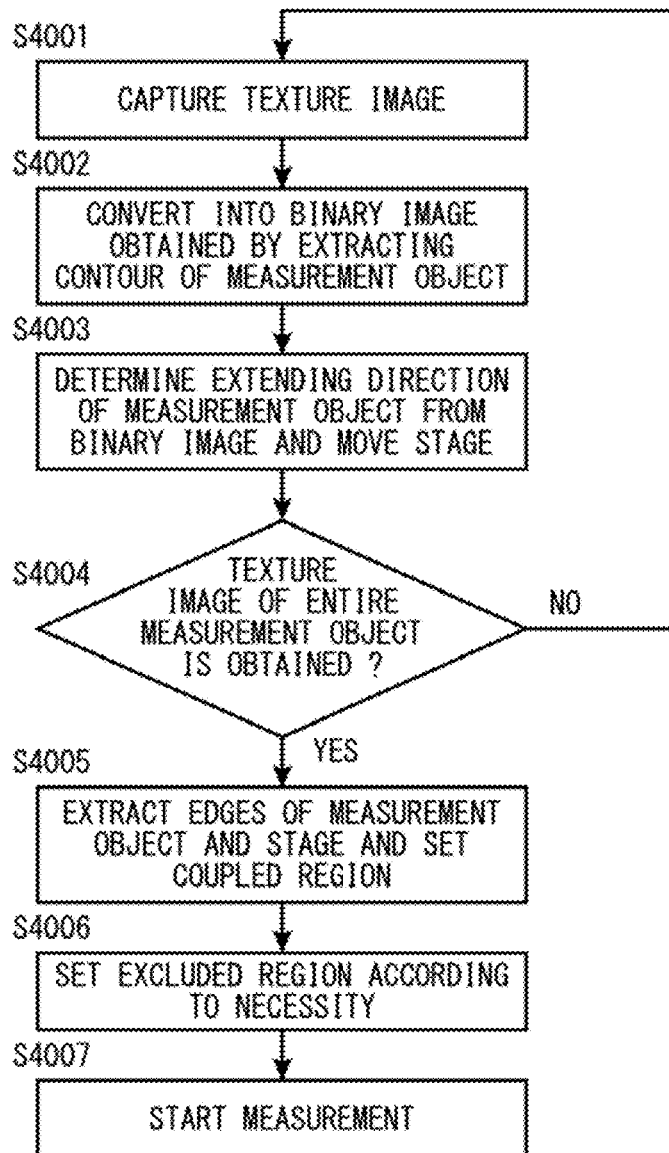 S4001
CAPTURE TEXTURE IMAGE
S4002
CONVERT INTO BINARY IMAGE
OBTAINED BY EXTRACTING
CONTOUR OF MEASUREMENT OBJECT
S4003
DETERMINE EXTENDING DIRECTION
OF MEASUREMENT OBJECT FROM
BINARY IMAGE AND MOVE STAGE
S4004
TEXTURE
IMAGE OF ENTIRE
MEASUREMENT OBJECT
IS OBTAINED ?
NO
YES
S4005
EXTRACT EDGES OF MEASUREMENT
OBJECT AND STAGE AND SET
COUPLED REGION
S4006
SET EXCLUDED REGION ACCORDING
TO NECESSITY
S4007
START MEASUREMENT